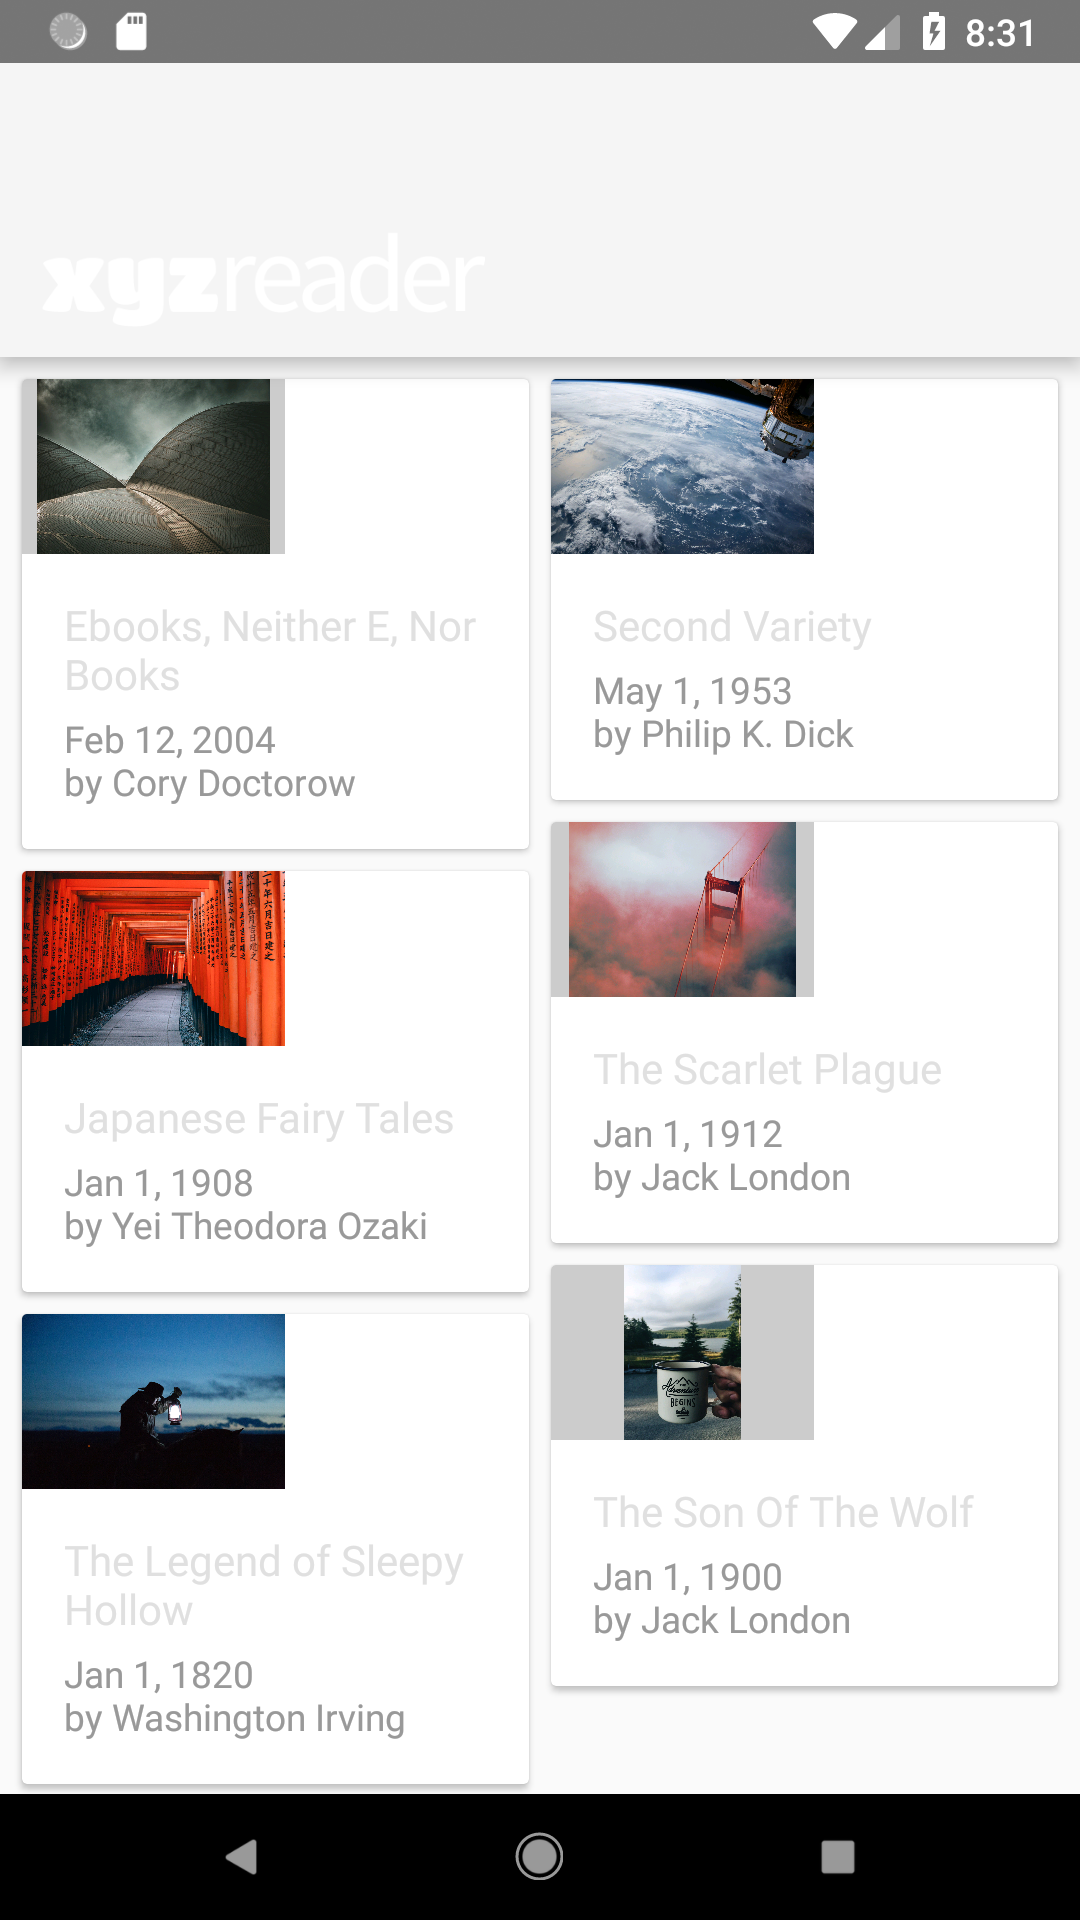 8:31
xyzreader
Ebooks, Neither E, Nor
Books
Feb 12, 2004
by Cory Doctorow
Second Variety
May 1, 1953
by Philip K. Dick
Japanese Fairy Tales
Jan 1, 1908
by Yei Theodora Ozaki
The Scarlet Plague
Jan 1, 1912
by Jack London
The Legend of Sleepy
Hollow
Jan 1, 1820
by Washington Irving
Adventure
BEGINS
The Son Of The Wolf
Jan 1, 1900
by Jack London